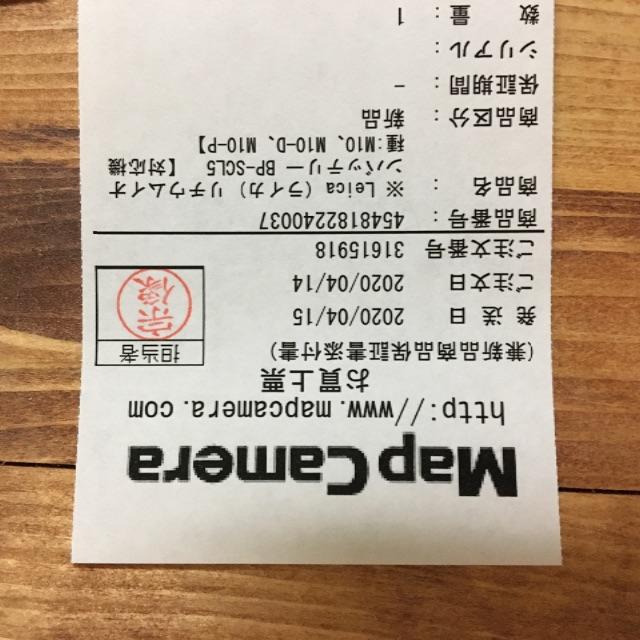 MapCamera
http://www.mapcamera.com
お買上票
(兼新品商品保証書添付書)
発送日 2020/04/15
担当者
ご注文日 2020/04/14
ご注文番号 31615918
商品番号: 4548182240037
商品名: ※ Leica (ライカ) リチウムイオ
ンバッテリー BP-SCL5 【対応機
種:M10、M10-D、M10-P】
商品区分: 新品
保証期間: -
シリアル:
数量: 1